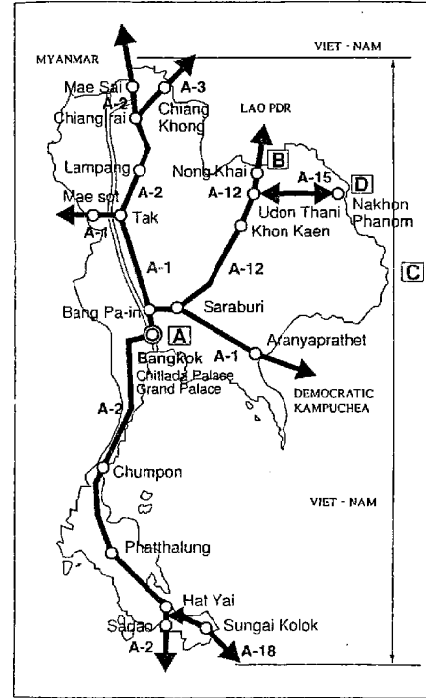 VIET - NAM
MYANMAR
Mae Sai
A-2
A-3
Chiang
Khong
Chiang rai
LAO PDR
Lampang
Nong Khai
B
A-15
D
A-2
A-12
Mae sot
Udon Thani
Nakhon
Phanom
A-1
Tak
Khon Kaen
A-1
A-12
C
Bang Pa-in
Saraburi
A
Aranyaprathet
Bangkok
Chitlada Palace
Grand Palace
A-1
A-2
DEMOCRATIC
KAMPUCHEA
Chumpon
VIET - NAM
Phatthalung
Hat Yai
Sadao
Sungai Kolok
A-2
A-18